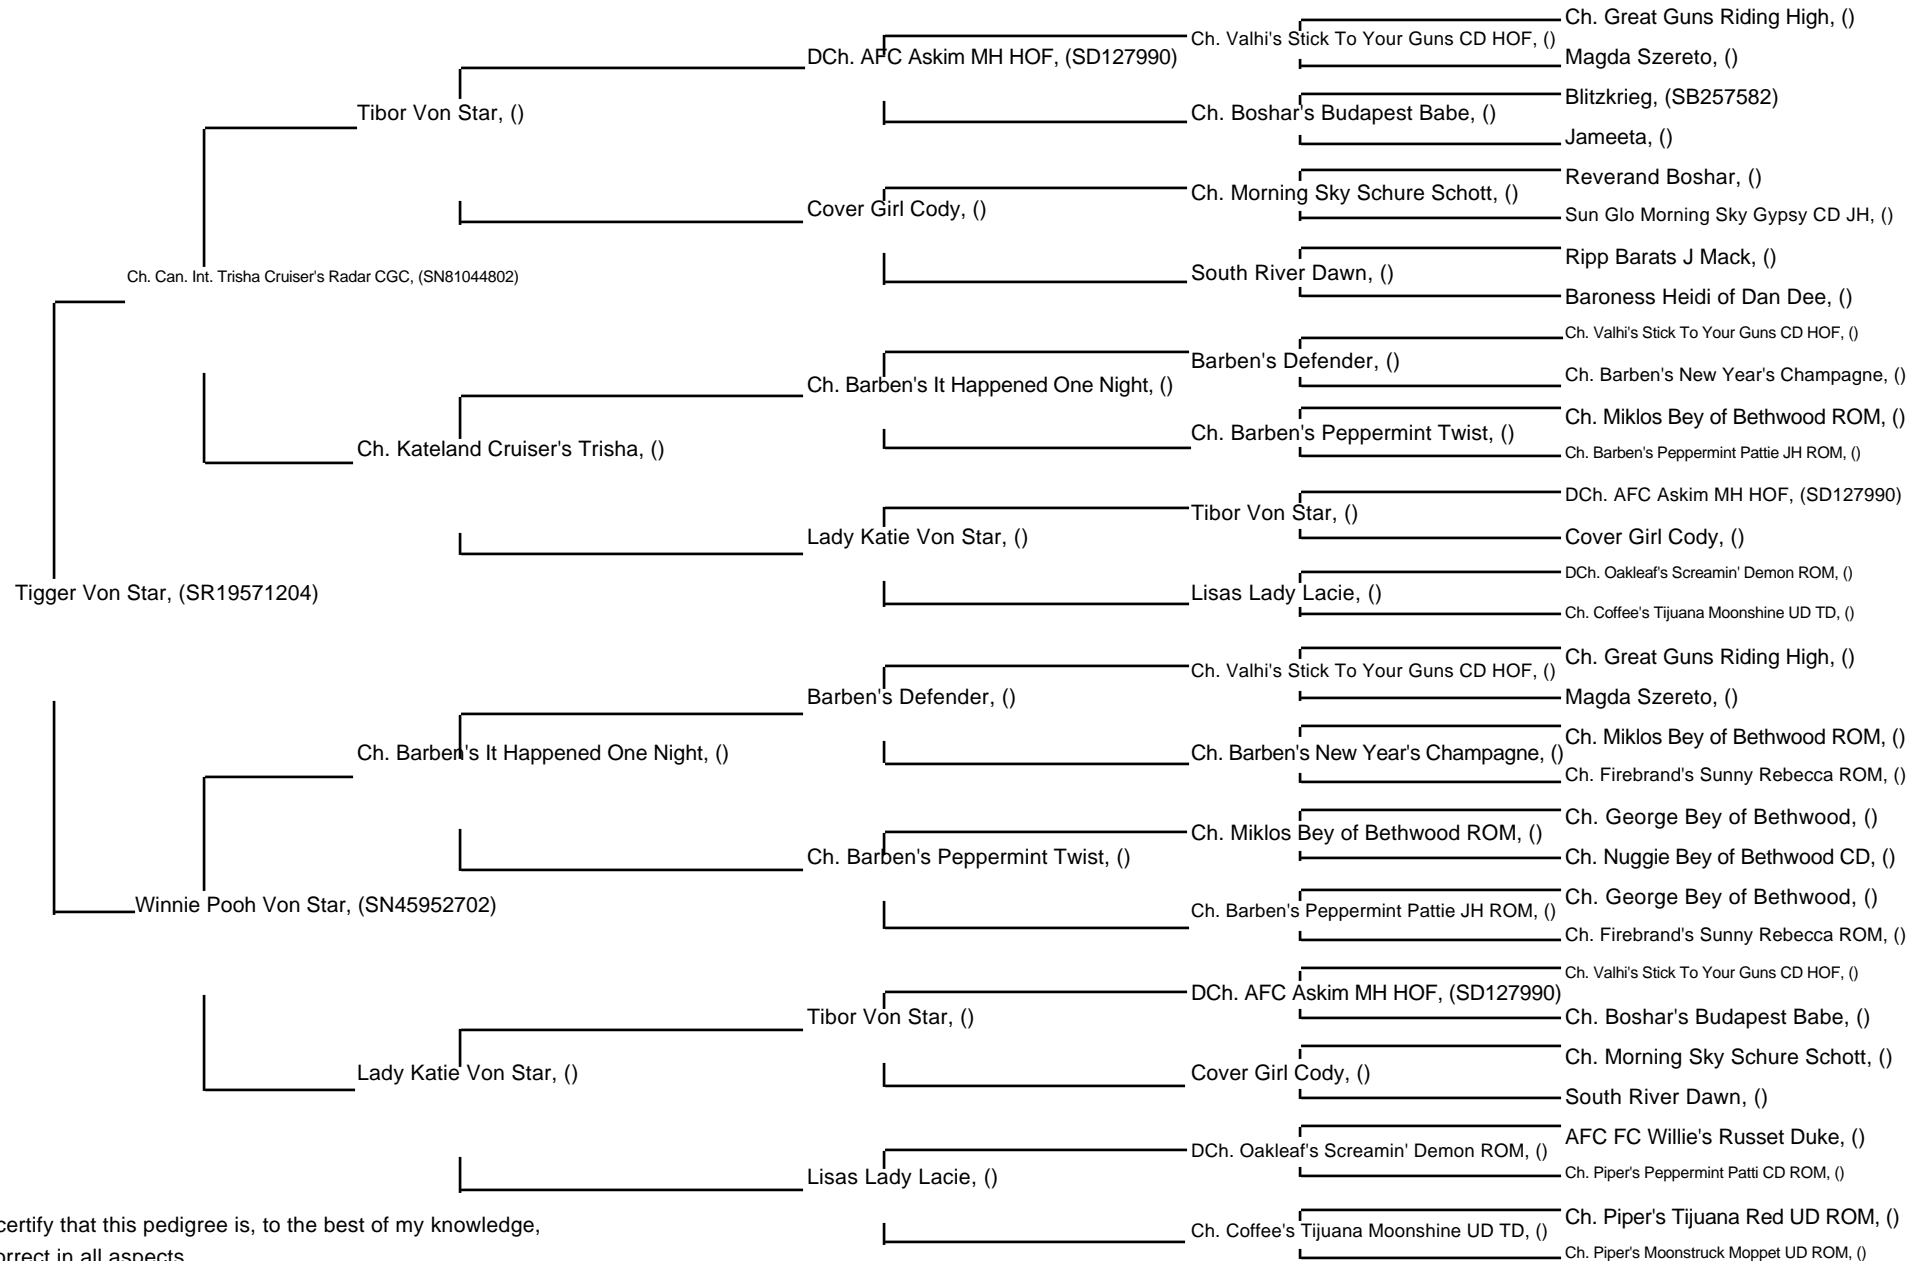 Ch. Great Guns Riding High, ()
Ch. Valhi's Stick To Your Guns CD HOF, ()
DCh. AFC Askim MH HOF, (SD127990)
Magda Szereto, ()
Blitzkrieg, (SB257582)
Tibor Von Star, ()
Ch. Boshar's Budapest Babe, ()
Jameeta, ()
Reverand Boshar, ()
Ch. Morning Sky Schure Schott, ()
Cover Girl Cody, ()
Sun Glo Morning Sky Gypsy CD JH, ()
Ripp Barats J Mack, ()
Ch. Can. Int. Trisha Cruiser's Radar CGC, (SN81044802)
South River Dawn, ()
Baroness Heidi of Dan Dee, ()
Ch. Valhi's Stick To Your Guns CD HOF, ()
Barben's Defender, ()
Ch. Barben's It Happened One Night, ()
Ch. Barben's New Year's Champagne, ()
Ch. Miklos Bey of Bethwood ROM, ()
Ch. Kateland Cruiser's Trisha, ()
Ch. Barben's Peppermint Twist, ()
Ch. Barben's Peppermint Pattie JH ROM, ()
DCh. AFC Askim MH HOF, (SD127990)
Tibor Von Star, ()
Lady Katie Von Star, ()
Cover Girl Cody, ()
DCh. Oakleaf's Screamin' Demon ROM, ()
Tigger Von Star, (SR19571204)
Lisas Lady Lacie, ()
Ch. Coffee's Tijuana Moonshine UD TD, ()
Ch. Great Guns Riding High, ()
Ch. Valhi's Stick To Your Guns CD HOF, ()
Barben's Defender, ()
Magda Szereto, ()
Ch. Miklos Bey of Bethwood ROM, ()
Ch. Barben's It Happened One Night, ()
Ch. Barben's New Year's Champagne, ()
Ch. Firebrand's Sunny Rebecca ROM, ()
Ch. George Bey of Bethwood, ()
Ch. Miklos Bey of Bethwood ROM, ()
Ch. Barben's Peppermint Twist, ()
Ch. Nuggie Bey of Bethwood CD, ()
Ch. George Bey of Bethwood, ()
Winnie Pooh Von Star, (SN45952702)
Ch. Barben's Peppermint Pattie JH ROM, ()
Ch. Firebrand's Sunny Rebecca ROM, ()
Ch. Valhi's Stick To Your Guns CD HOF, ()
DCh. AFC Askim MH HOF, (SD127990)
Tibor Von Star, ()
Ch. Boshar's Budapest Babe, ()
Ch. Morning Sky Schure Schott, ()
Lady Katie Von Star, ()
Cover Girl Cody, ()
South River Dawn, ()
AFC FC Willie's Russet Duke, ()
DCh. Oakleaf's Screamin' Demon ROM, ()
Lisas Lady Lacie, ()
Ch. Piper's Peppermint Patti CD ROM, ()
Ch. Piper's Tijuana Red UD ROM, ()
Ch. Coffee's Tijuana Moonshine UD TD, ()
Ch. Piper's Moonstruck Moppet UD ROM, ()
certify that this pedigree is, to the best of my knowledge,
orrect in all aspects